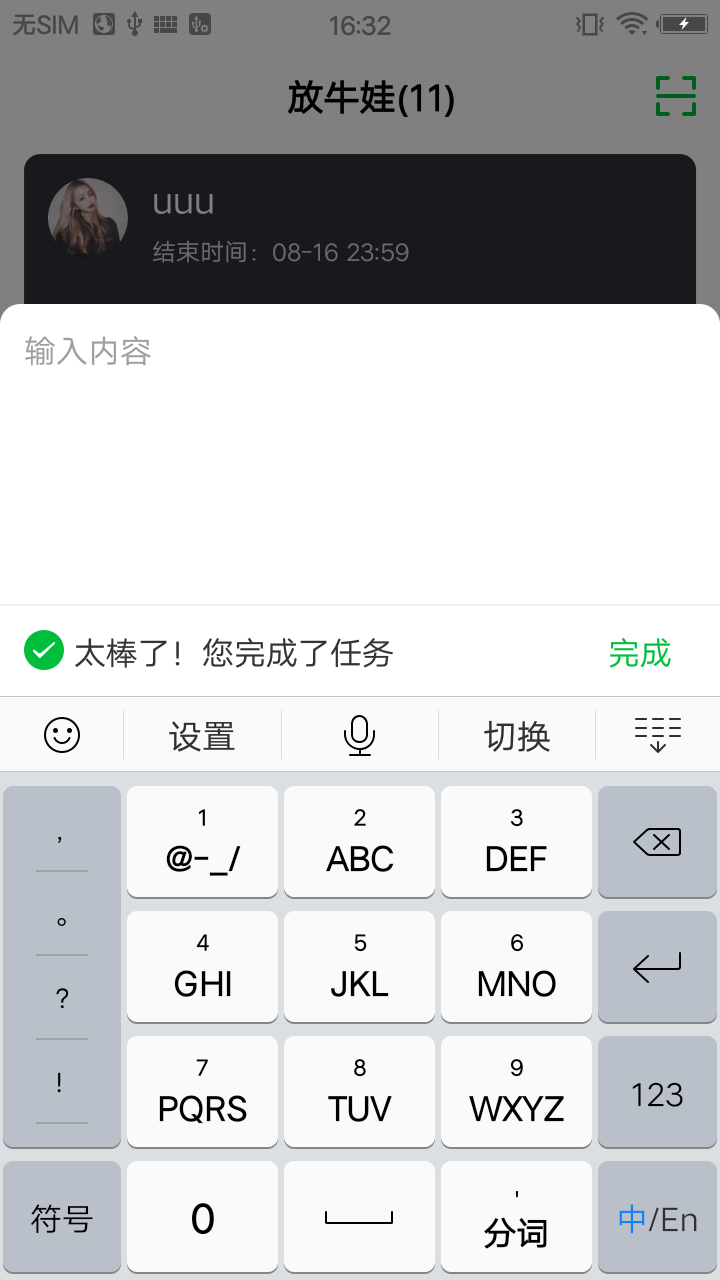 无SIM 16:32
放牛娃(11)
uuu
结束时间：08-16 23:59
输入内容
太棒了！您完成了任务 完成
设置 切换
， 1 2 3
@-_/ ABC DEF
。 4 5 6
GHI JKL MNO
？
7 8 9
！ PQRS TUV WXYZ 123
符号 0 ' 分词 中/En